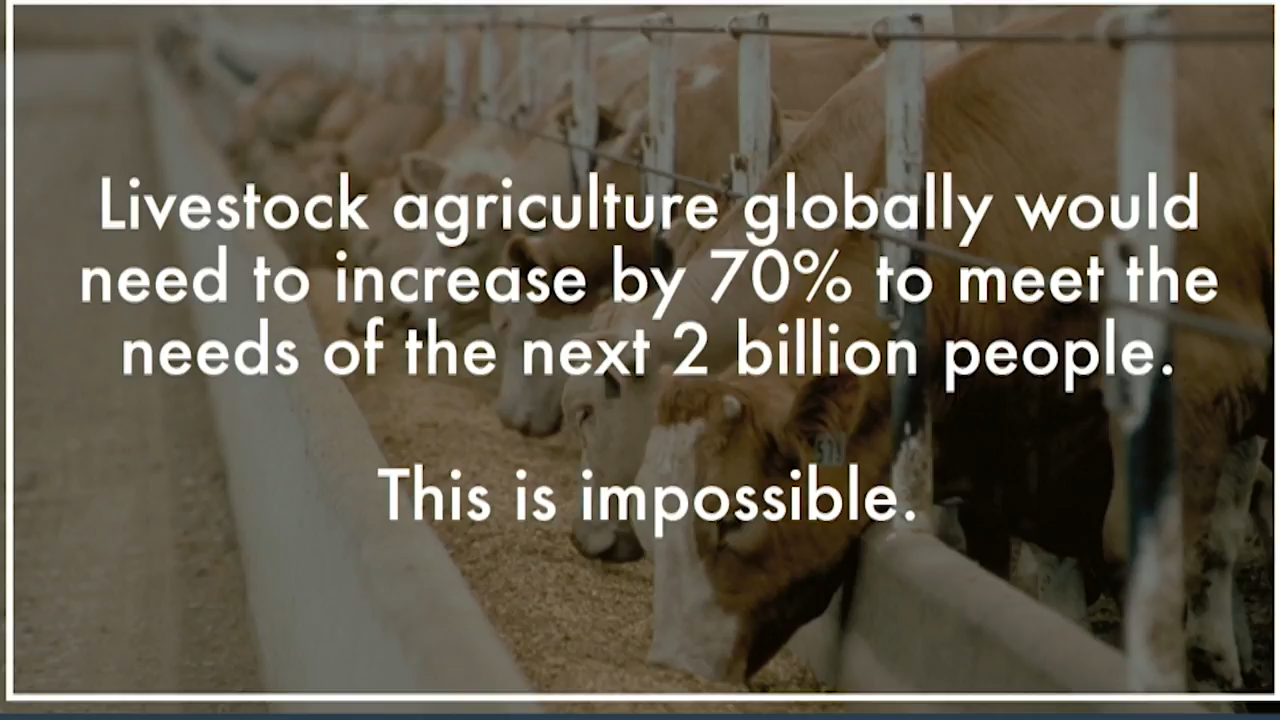 Livestock agriculture globally would
need to increase by 70% to meet the
needs of the next 2 billion people.
This is impossible.